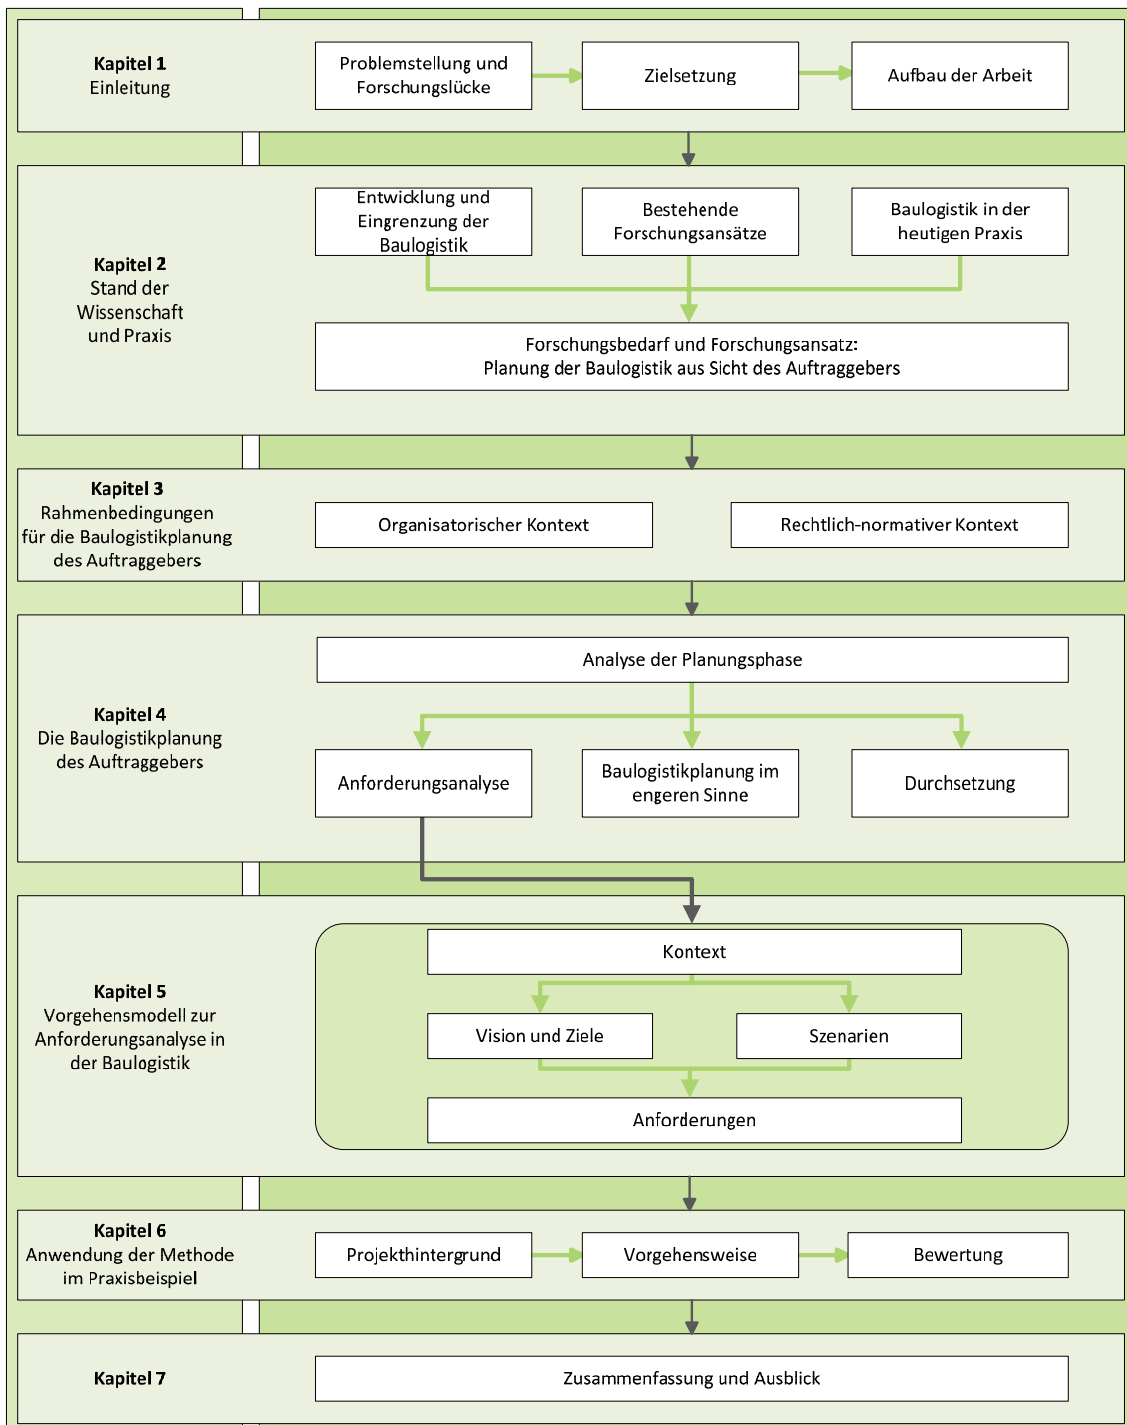 Kapitel 1
Einleitung
Problemstellung und
Forschungslücke
Zielsetzung
Aufbau der Arbeit
Kapitel 2
Stand der
Wissenschaft
und Praxis
Entwicklung und
Eingrenzung der
Baulogistik
Bestehende
Forschungsansätze
Baulogistik in der
heutigen Praxis
Forschungsbedarf und Forschungsansatz:
Planung der Baulogistik aus Sicht des Auftraggebers
Kapitel 3
Rahmenbedingungen
für die Baulogistikplanung
des Auftraggebers
Organisatorischer Kontext
Rechtlich-normativer Kontext
Kapitel 4
Die Baulogistikplanung
des Auftraggebers
Analyse der Planungsphase
Anforderungsanalyse
Baulogistikplanung im
engeren Sinne
Durchsetzung
Kapitel 5
Vorgehensmodell zur
Anforderungsanalyse in
der Baulogistik
Kontext
Vision und Ziele
Szenarien
Anforderungen
Kapitel 6
Anwendung der Methode
im Praxisbeispiel
Projekthintergrund
Vorgehensweise
Bewertung
Kapitel 7
Zusammenfassung und Ausblick